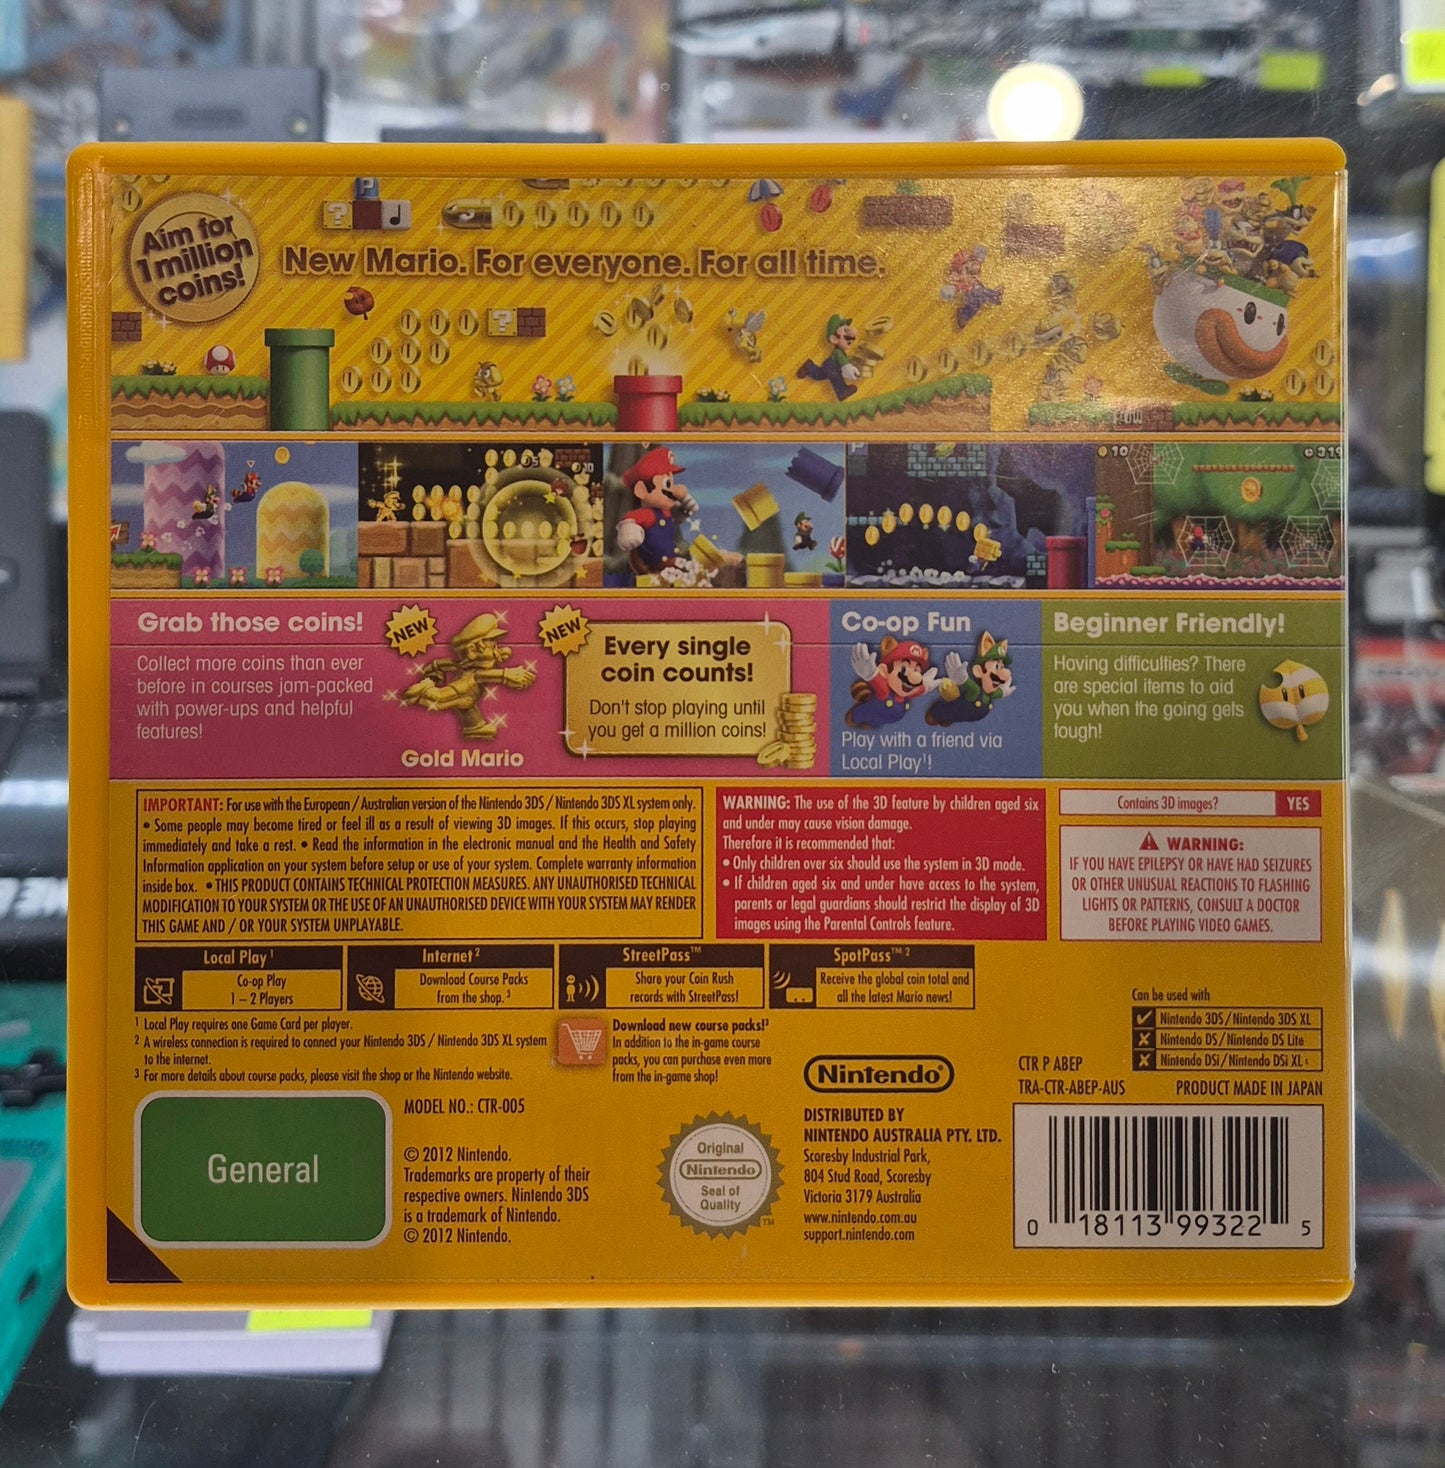 Aim for
1 million
coins!
New Mario. For everyone. For all time.
P
?
?
POW
10
319
Grab those coins!
Collect more coins than ever
before in courses jam-packed
with power-ups and helpful
features!
NEW
Gold Mario
NEW
Every single
coin counts!
Don't stop playing until
you get a million coins!
Co-op Fun
Play with a friend via
Local Play¹!
Beginner Friendly!
Having difficulties? There
are special items to aid
you when the going gets
tough!
IMPORTANT: For use with the European / Australian version of the Nintendo 3DS / Nintendo 3DS XL system only.
• Some people may become tired or feel ill as a result of viewing 3D images. If this occurs, stop playing
immediately and take a rest. • Read the information in the electronic manual and the Health and Safety
Information application on your system before setup or use of your system. Complete warranty information
inside box. • THIS PRODUCT CONTAINS TECHNICAL PROTECTION MEASURES. ANY UNAUTHORISED TECHNICAL
MODIFICATION TO YOUR SYSTEM OR THE USE OF AN UNAUTHORISED DEVICE WITH YOUR SYSTEM MAY RENDER
THIS GAME AND / OR YOUR SYSTEM UNPLAYABLE.
WARNING: The use of the 3D feature by children aged six
and under may cause vision damage.
Therefore it is recommended that:
• Only children over six should use the system in 3D mode.
• If children aged six and under have access to the system,
parents or legal guardians should restrict the display of 3D
images using the Parental Controls feature.
Contains 3D images? YES
WARNING:
IF YOU HAVE EPILEPSY OR HAVE HAD SEIZURES
OR OTHER UNUSUAL REACTIONS TO FLASHING
LIGHTS OR PATTERNS, CONSULT A DOCTOR
BEFORE PLAYING VIDEO GAMES.
Local Play¹
Co-op Play
1 – 2 Players
Internet²
Download Course Packs
from the shop.³
StreetPass™
Share your Coin Rush
records with StreetPass!
SpotPass™ ²
Receive the global coin total and
all the latest Mario news!
¹ Local Play requires one Game Card per player.
² A wireless connection is required to connect your Nintendo 3DS / Nintendo 3DS XL system
to the internet.
³ For more details about course packs, please visit the shop or the Nintendo website.
Download new course packs!³
In addition to the in-game course
packs, you can purchase even more
from the in-game shop!
Nintendo®
Can be used with
Nintendo 3DS / Nintendo 3DS XL
Nintendo DS / Nintendo DS Lite
Nintendo DSi / Nintendo DSi XL
CTR P ABEP
TRA-CTR-ABEP-AUS
PRODUCT MADE IN JAPAN
General
MODEL NO.: CTR-005
© 2012 Nintendo.
Trademarks are property of their
respective owners. Nintendo 3DS
is a trademark of Nintendo.
© 2012 Nintendo.
Original
Nintendo
Seal of
Quality
TM
DISTRIBUTED BY
NINTENDO AUSTRALIA PTY. LTD.
Scoresby Industrial Park,
804 Stud Road, Scoresby
Victoria 3179 Australia
www.nintendo.com.au
support.nintendo.com
0 18113 99322 5